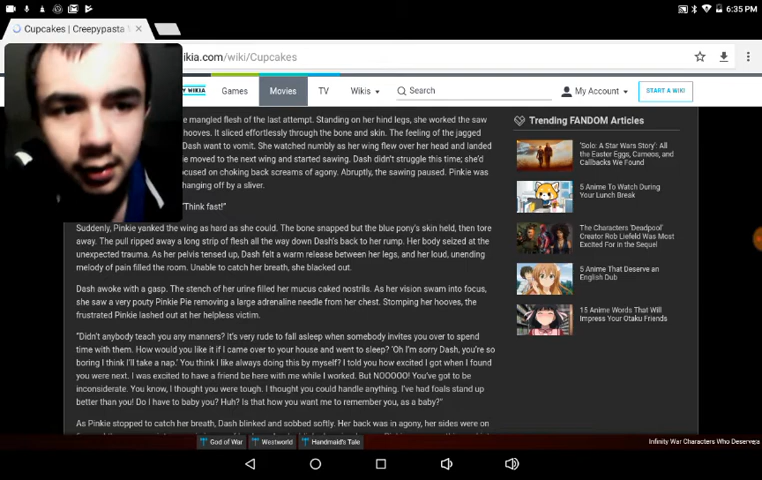 6:35 PM
Cupcakes | Creepypasta
ikia.com/wiki/Cupcakes
WIKIA
Games
Movies
TV
Wikis
Search
My Account
START A WIKI
e mangled flesh of the last attempt. Standing on her hind legs, she worked the saw
hooves. It sliced effortlessly through the bone and skin. The feeling of the jagged
Dash want to vomit. She watched numbly as her wing flew over her head and landed
e moved to the next wing and started sawing. Dash didn't struggle this time; she'd
ocused on choking back screams of agony. Abruptly, the sawing paused. Pinkie was
hanging off by a sliver.
"Think fast!"
Suddenly, Pinkie yanked the wing as hard as she could. The bone snapped but the blue pony's skin held, then tore
away. The pull ripped away a long strip of flesh all the way down Dash's back to her rump. Her body seized at the
unexpected trauma. As her pelvis tensed up, Dash felt a warm release between her legs, and her loud, unending
melody of pain filled the room. Unable to catch her breath, she blacked out.
Dash awoke with a gasp. The stench of her urine filled her mucus caked nostrils. As her vision swam into focus,
she saw a very pouty Pinkie Pie removing a large adrenaline needle from her chest. Stomping her hooves, the
frustrated Pinkie lashed out at her helpless victim.
"Didn't anybody teach you any manners? It's very rude to fall asleep when somebody invites you over to spend
time with them. How would you like it if I came over to your house and went to sleep? 'Oh I'm sorry Dash, you're so
boring I think I'll take a nap.' You think I like always doing this by myself? I told you how excited I got when I found
you were next. I was excited to have a friend be here with me while I worked. But NOOOOO! You've got to be
inconsiderate. You know, I thought you were tough. I thought you could handle anything. I've had foals stand up
better than you! Do I have to baby you? Huh? Is that how you want me to remember you, as a baby?"
As Pinkie stopped to catch her breath, Dash blinked and sobbed softly. Her back was in agony, her sides were on
Trending FANDOM Articles
'Solo: A Star Wars Story': All
the Easter Eggs, Cameos, and
Callbacks We Found
5 Anime To Watch During
Your Lunch Break
The Characters 'Deadpool'
Creator Rob Liefeld Was Most
Excited For in the Sequel
5 Anime That Deserve an
English Dub
15 Anime Words That Will
Impress Your Otaku Friends
God of War
Westworld
Handmaid's Tale
Infinity War Characters Who Deserve